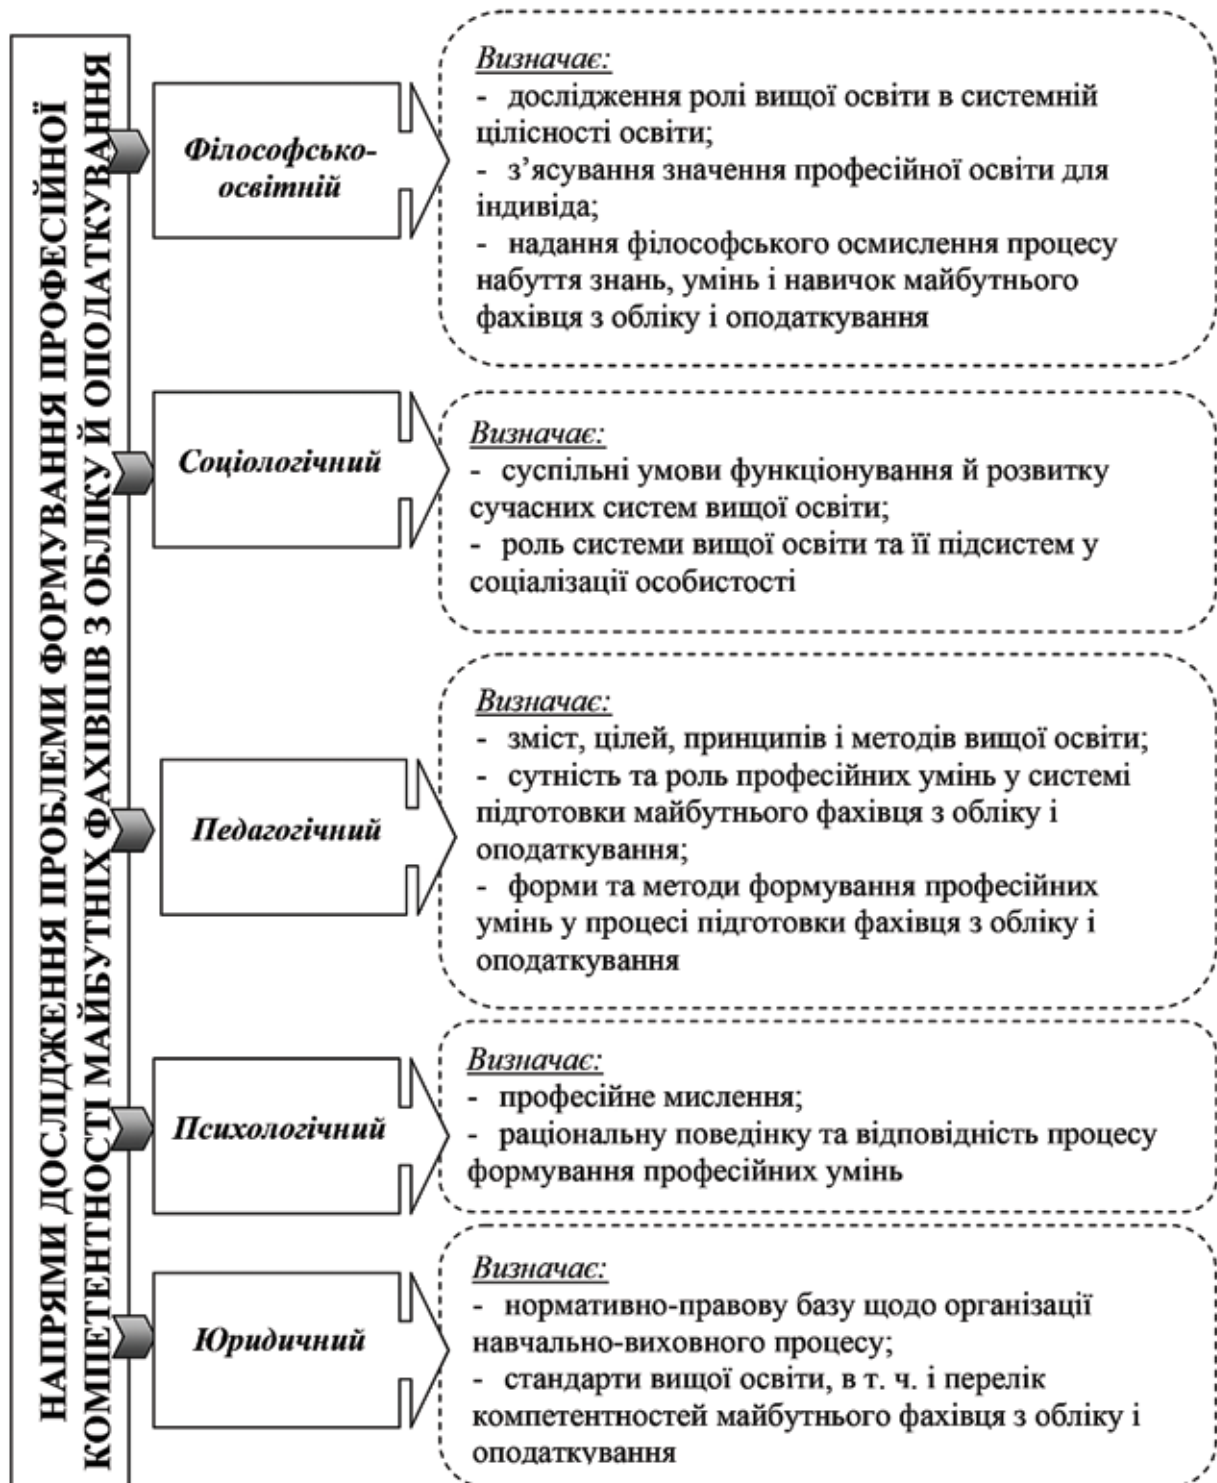 НАПРЯМИ ДОСЛІДЖЕННЯ ПРОБЛЕМИ ФОРМУВАННЯ ПРОФЕСІЙНОЇ
КОМПЕТЕНТНОСТІ МАЙБУТНІХ ФАХІВЦІВ З ОБЛІКУ Й ОПОДАТКУВАННЯ
Філософсько-
освітній
Визначає:
- дослідження ролі вищої освіти в системній
цілісності освіти;
- з’ясування значення професійної освіти для
індивіда;
- надання філософського осмислення процесу
набуття знань, умінь і навичок майбутнього
фахівця з обліку і оподаткування
Соціологічний
Визначає:
- суспільні умови функціонування й розвитку
сучасних систем вищої освіти;
- роль системи вищої освіти та її підсистем у
соціалізації особистості
Педагогічний
Визначає:
- зміст, цілей, принципів і методів вищої освіти;
- сутність та роль професійних умінь у системі
підготовки майбутнього фахівця з обліку і
оподаткування;
- форми та методи формування професійних
умінь у процесі підготовки фахівця з обліку і
оподаткування
Психологічний
Визначає:
- професійне мислення;
- раціональну поведінку та відповідність процесу
формування професійних умінь
Юридичний
Визначає:
- нормативно-правову базу щодо організації
навчально-виховного процесу;
- стандарти вищої освіти, в т. ч. і перелік
компетентностей майбутнього фахівця з обліку і
оподаткування